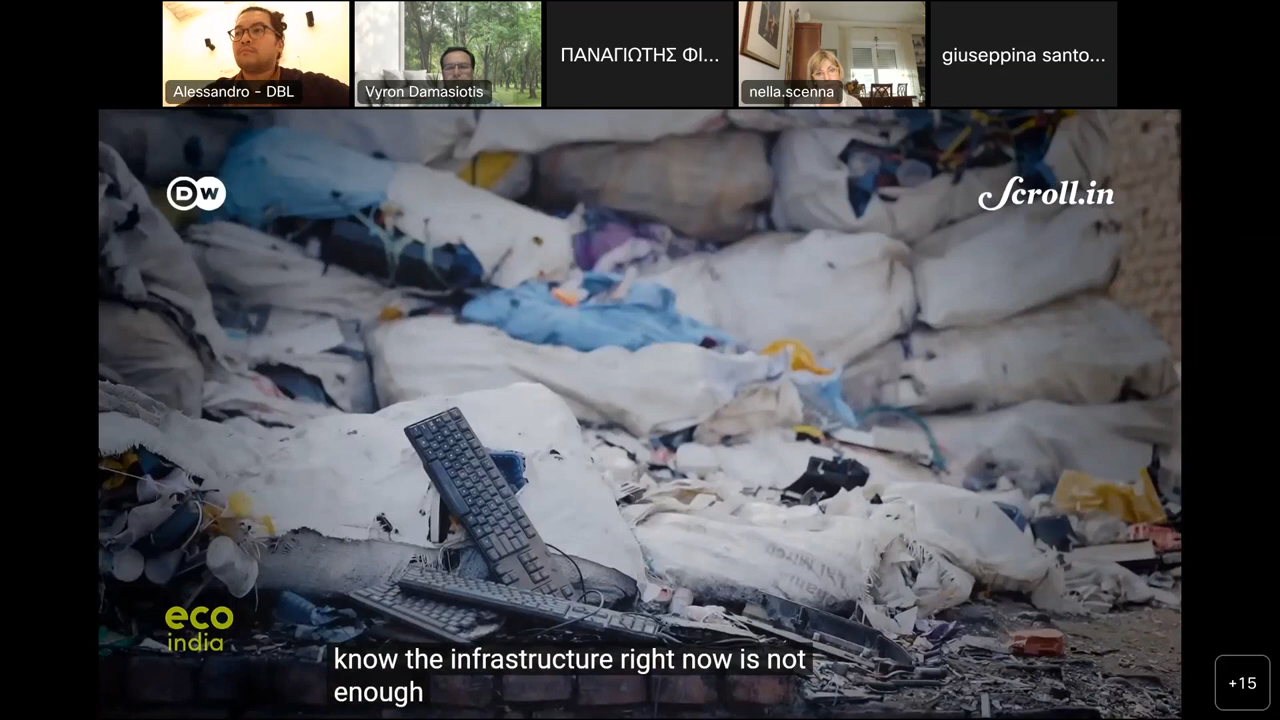 Alessandro - DBL
Vyron Damasiotis
ΠΑΝΑΓΙΩΤΗΣ ΦΙ...
nella.scenna
giuseppina santo...
DW
Scroll.in
eco
india
know the infrastructure right now is not
enough
+15